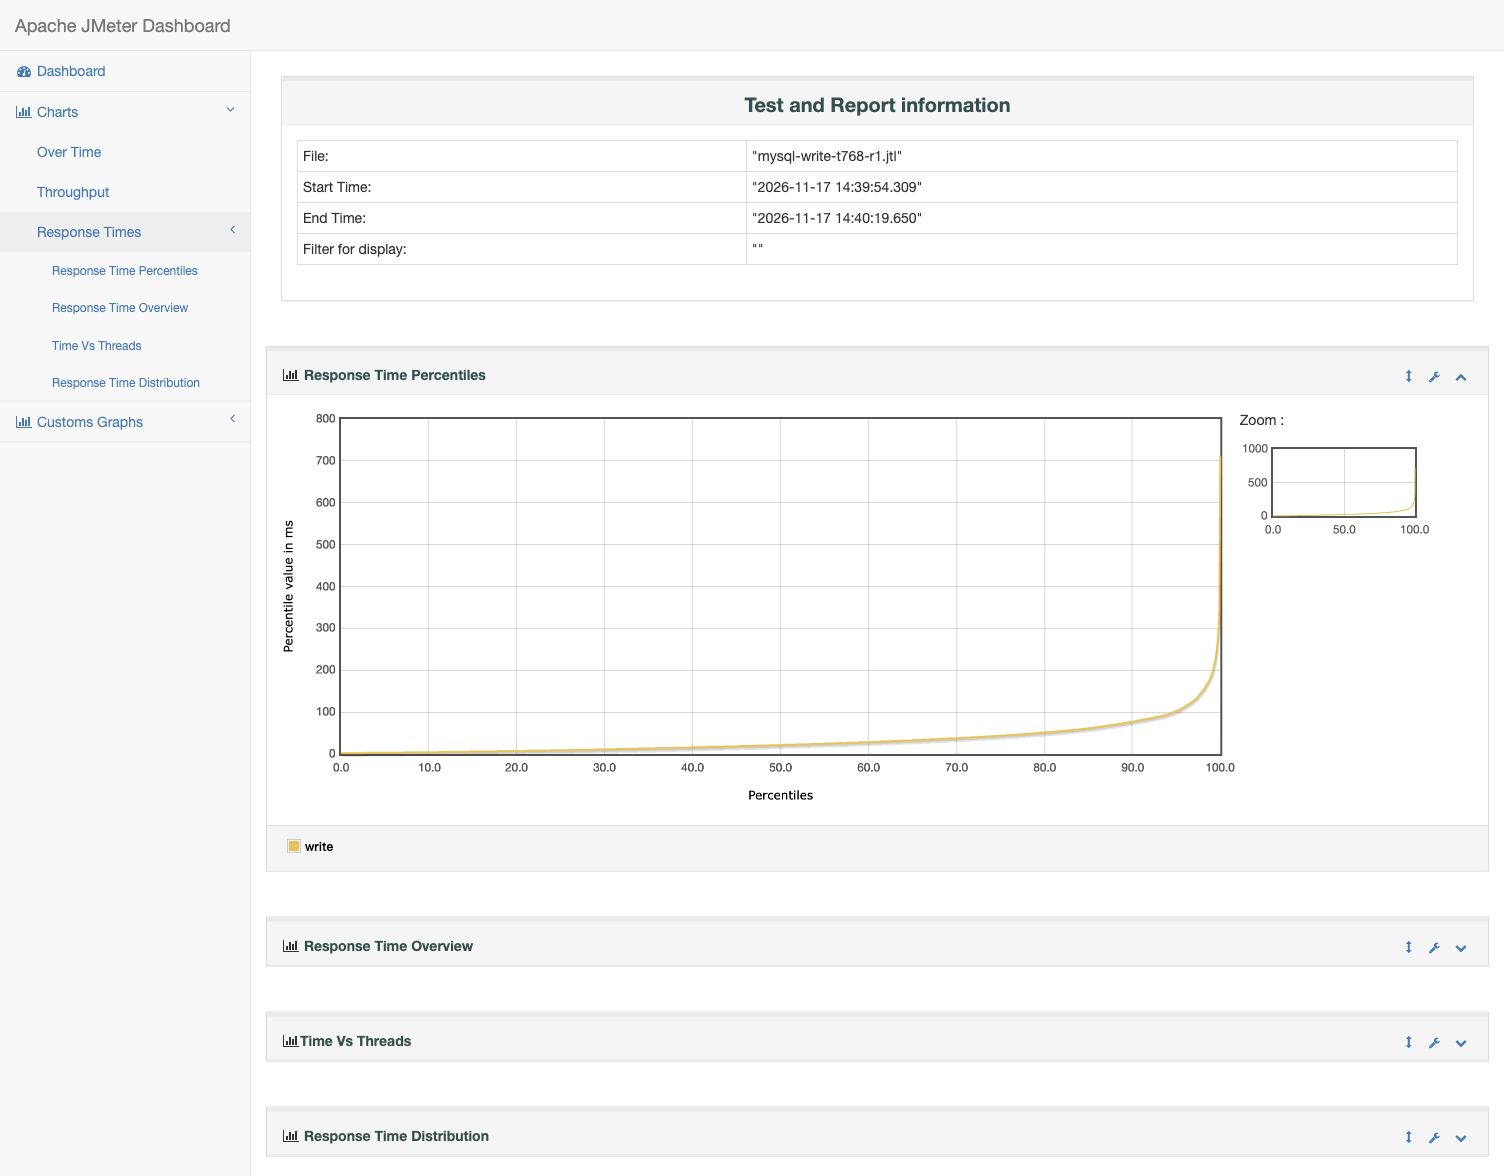 Apache JMeter Dashboard
Dashboard
Charts
Over Time
Throughput
Response Times
Response Time Percentiles
Response Time Overview
Time Vs Threads
Response Time Distribution
Customs Graphs
Test and Report information
File: "mysql-write-t768-r1.jtl"
Start Time: "2026-11-17 14:39:54.309"
End Time: "2026-11-17 14:40:19.650"
Filter for display: ""
Response Time Percentiles
800
700
600
500
400
300
200
100
0
Percentile value in ms
0.0 10.0 20.0 30.0 40.0 50.0 60.0 70.0 80.0 90.0 100.0
Percentiles
Zoom :
1000
500
0
0.0 50.0 100.0
write
Response Time Overview
Time Vs Threads
Response Time Distribution